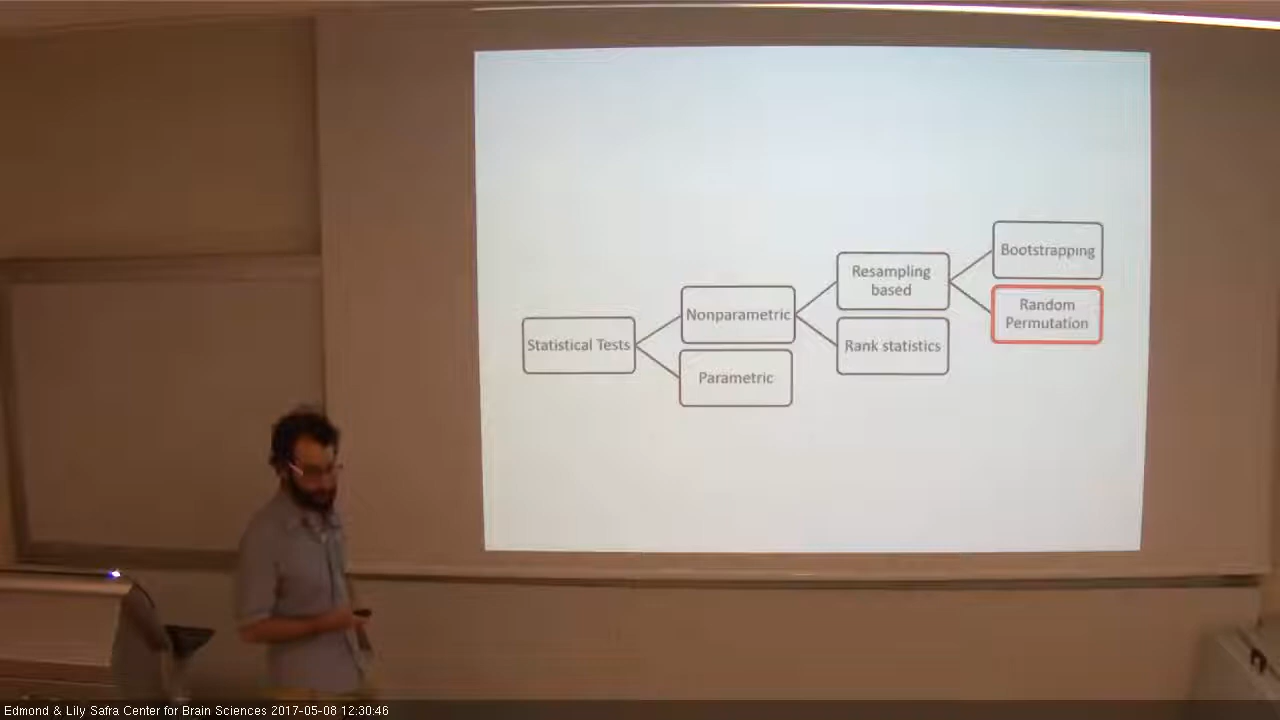 Bootstrapping
Resampling
based
Random
Permutation
Nonparametric
Statistical Tests
Rank statistics
Parametric
Edmond & Lily Safra Center for Brain Sciences 2017-05-08 12:30:46